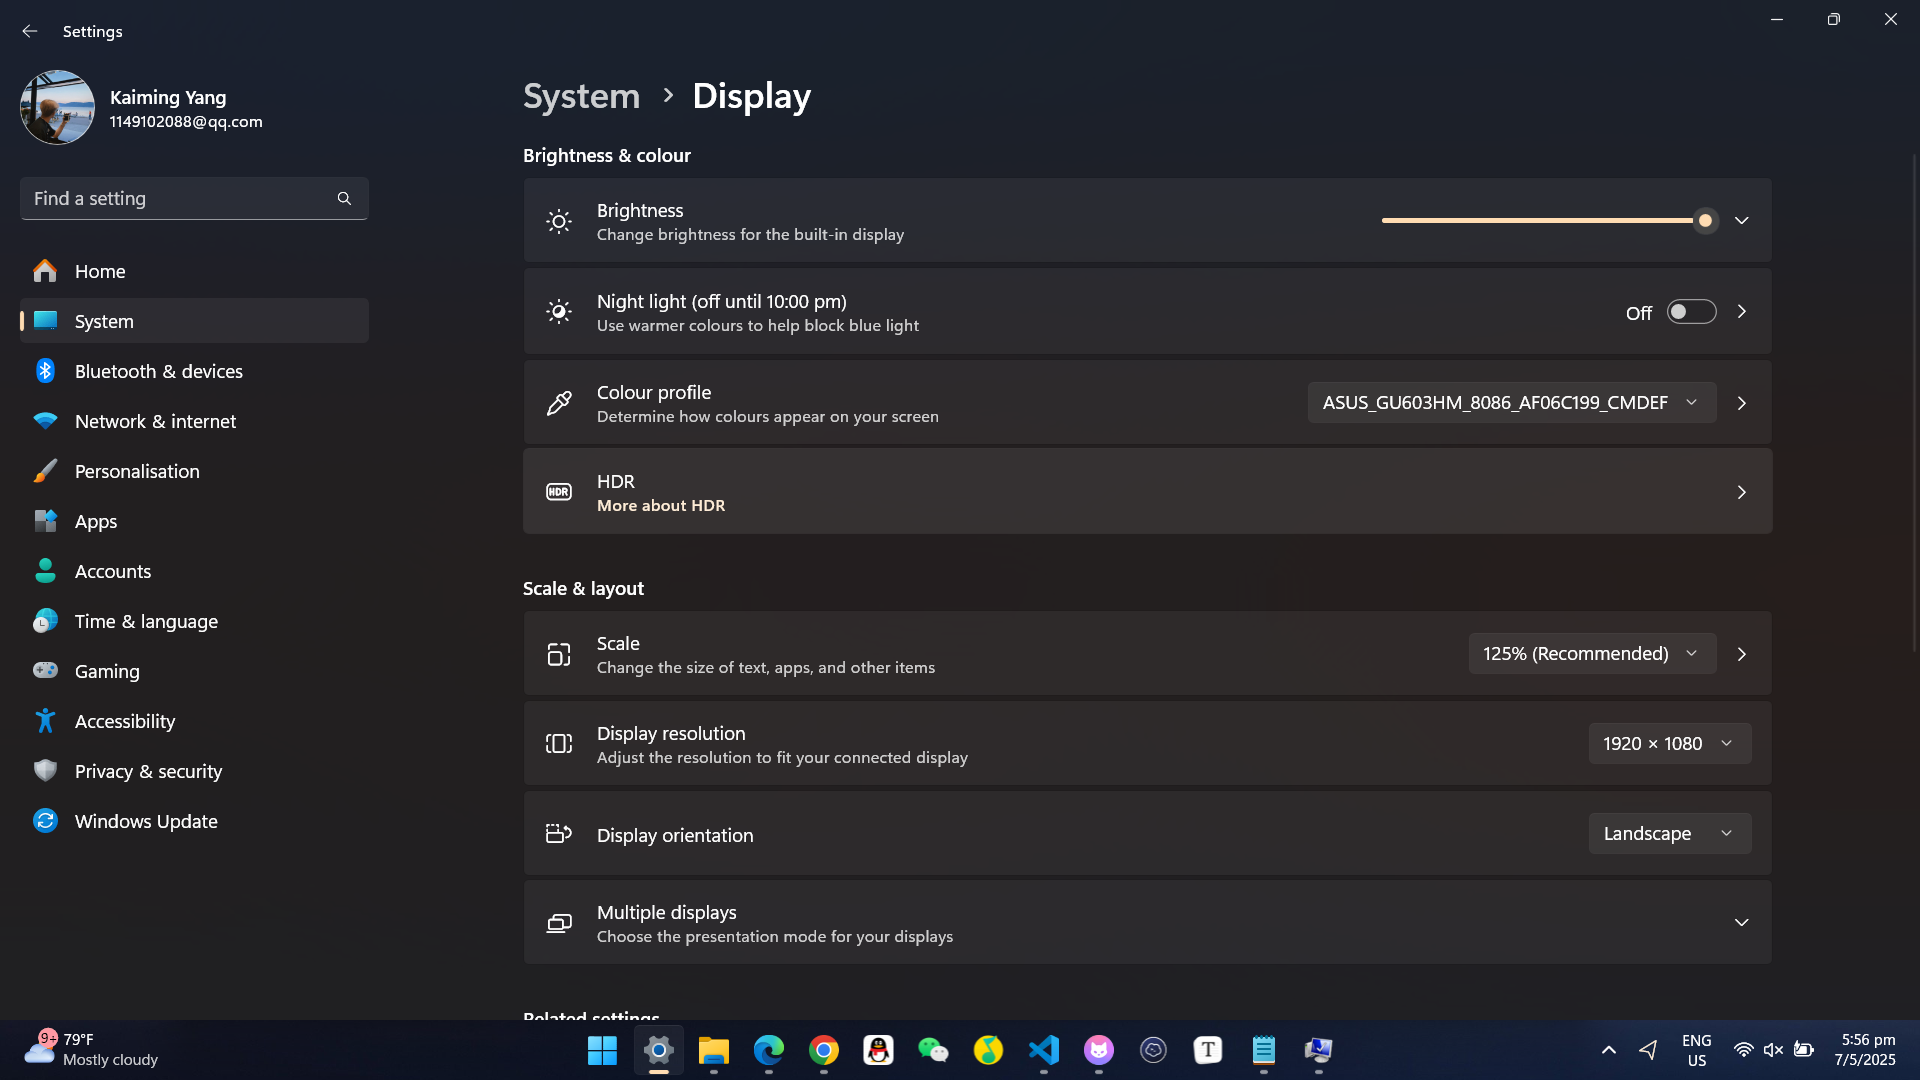 Settings
Kaiming Yang
1149102088@qq.com
Find a setting
Home
System
Bluetooth & devices
Network & internet
Personalisation
Apps
Accounts
Time & language
Gaming
Accessibility
Privacy & security
Windows Update
System > Display
Brightness & colour
Brightness
Change brightness for the built-in display
Night light (off until 10:00 pm)
Use warmer colours to help block blue light
Off
Colour profile
Determine how colours appear on your screen
ASUS_GU603HM_8086_AF06C199_CMDEF
HDR
HDR
More about HDR
Scale & layout
Scale
Change the size of text, apps, and other items
125% (Recommended)
Display resolution
Adjust the resolution to fit your connected display
1920 × 1080
Display orientation
Landscape
Multiple displays
Choose the presentation mode for your displays
Related settings
9+
79°F
Mostly cloudy
T
ENG
US
5:56 pm
7/5/2025